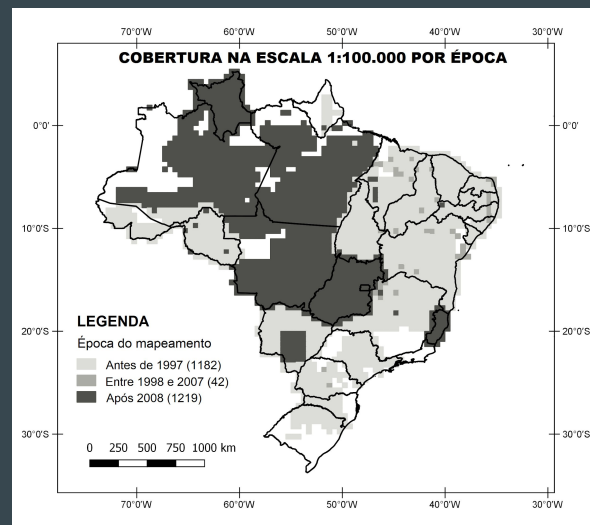 70°0'W 60°0'W 50°0'W 40°0'W 30°0'W
COBERTURA NA ESCALA 1:100.000 POR ÉPOCA
0°0' 0°0'
10°0'S 10°0'S
20°0'S 20°0'S
30°0'S 30°0'S
LEGENDA
Época do mapeamento
Antes de 1997 (1182)
Entre 1998 e 2007 (42)
Após 2008 (1219)
0 250 500 750 1000 km
70°0'W 60°0'W 50°0'W 40°0'W 30°0'W